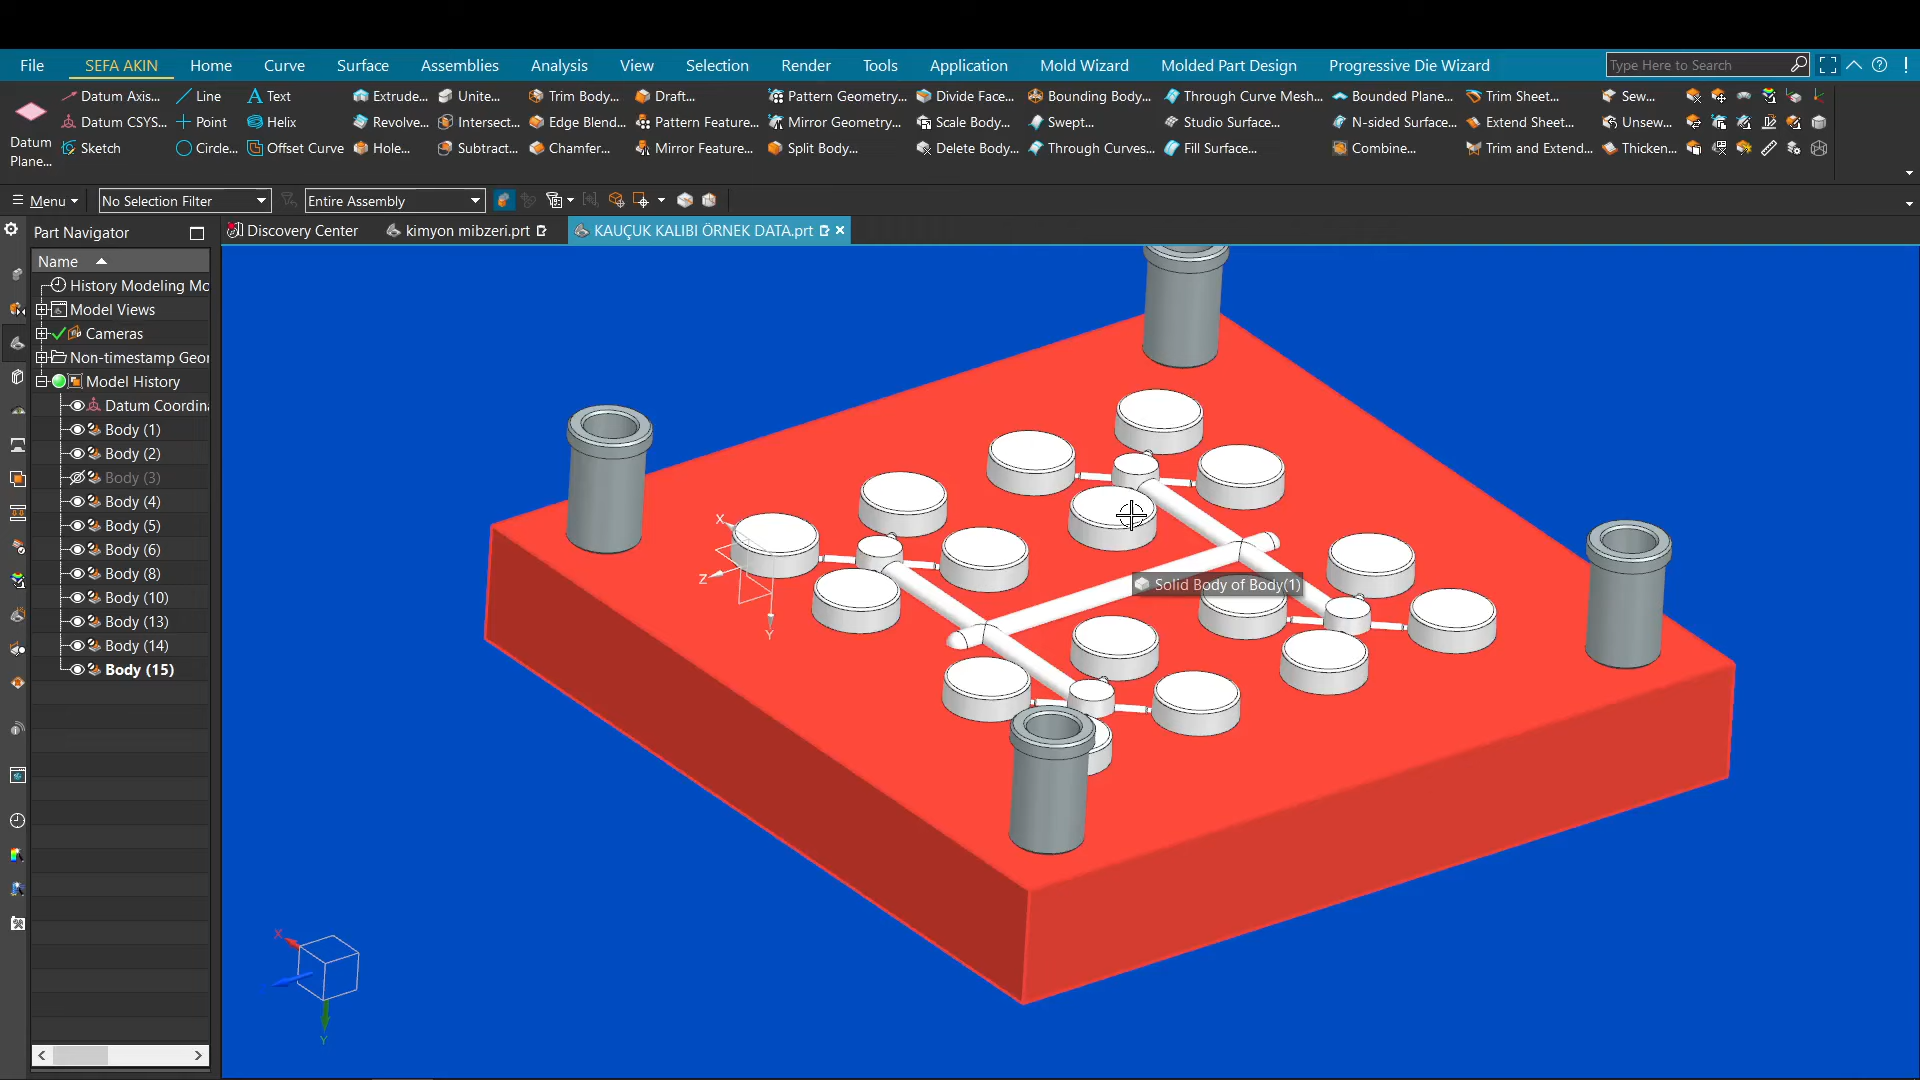 File SEFA AKIN Home Curve Surface Assemblies Analysis View Selection Render Tools Application Mold Wizard Molded Part Design Progressive Die Wizard Type Here to Search
Datum Plane...
Datum Axis... Line Text Extrude... Unite... Trim Body... Draft... Pattern Geometry... Divide Face... Bounding Body... Through Curve Mesh... Bounded Plane... Trim Sheet... Sew...
Datum CSYS... Point Helix Revolve... Intersect... Edge Blend... Pattern Feature... Mirror Geometry... Scale Body... Swept... Studio Surface... N-sided Surface... Extend Sheet... Unsew...
Sketch Circle... Offset Curve Hole... Subtract... Chamfer... Mirror Feature... Split Body... Delete Body... Through Curves... Fill Surface... Combine... Trim and Extend... Thicken...
Menu No Selection Filter Entire Assembly
Part Navigator
Discovery Center kimyon mibzeri.prt KAUÇUK KALIBI ÖRNEK DATA.prt
Name
History Modeling Mc
Model Views
Cameras
Non-timestamp Geor
Model History
Datum Coordina
Body (1)
Body (2)
Body (3)
Body (4)
Body (5)
Body (6)
Body (8)
Body (10)
Body (13)
Body (14)
Body (15)
X
Z
Y
Solid Body of Body(1)
X
Y